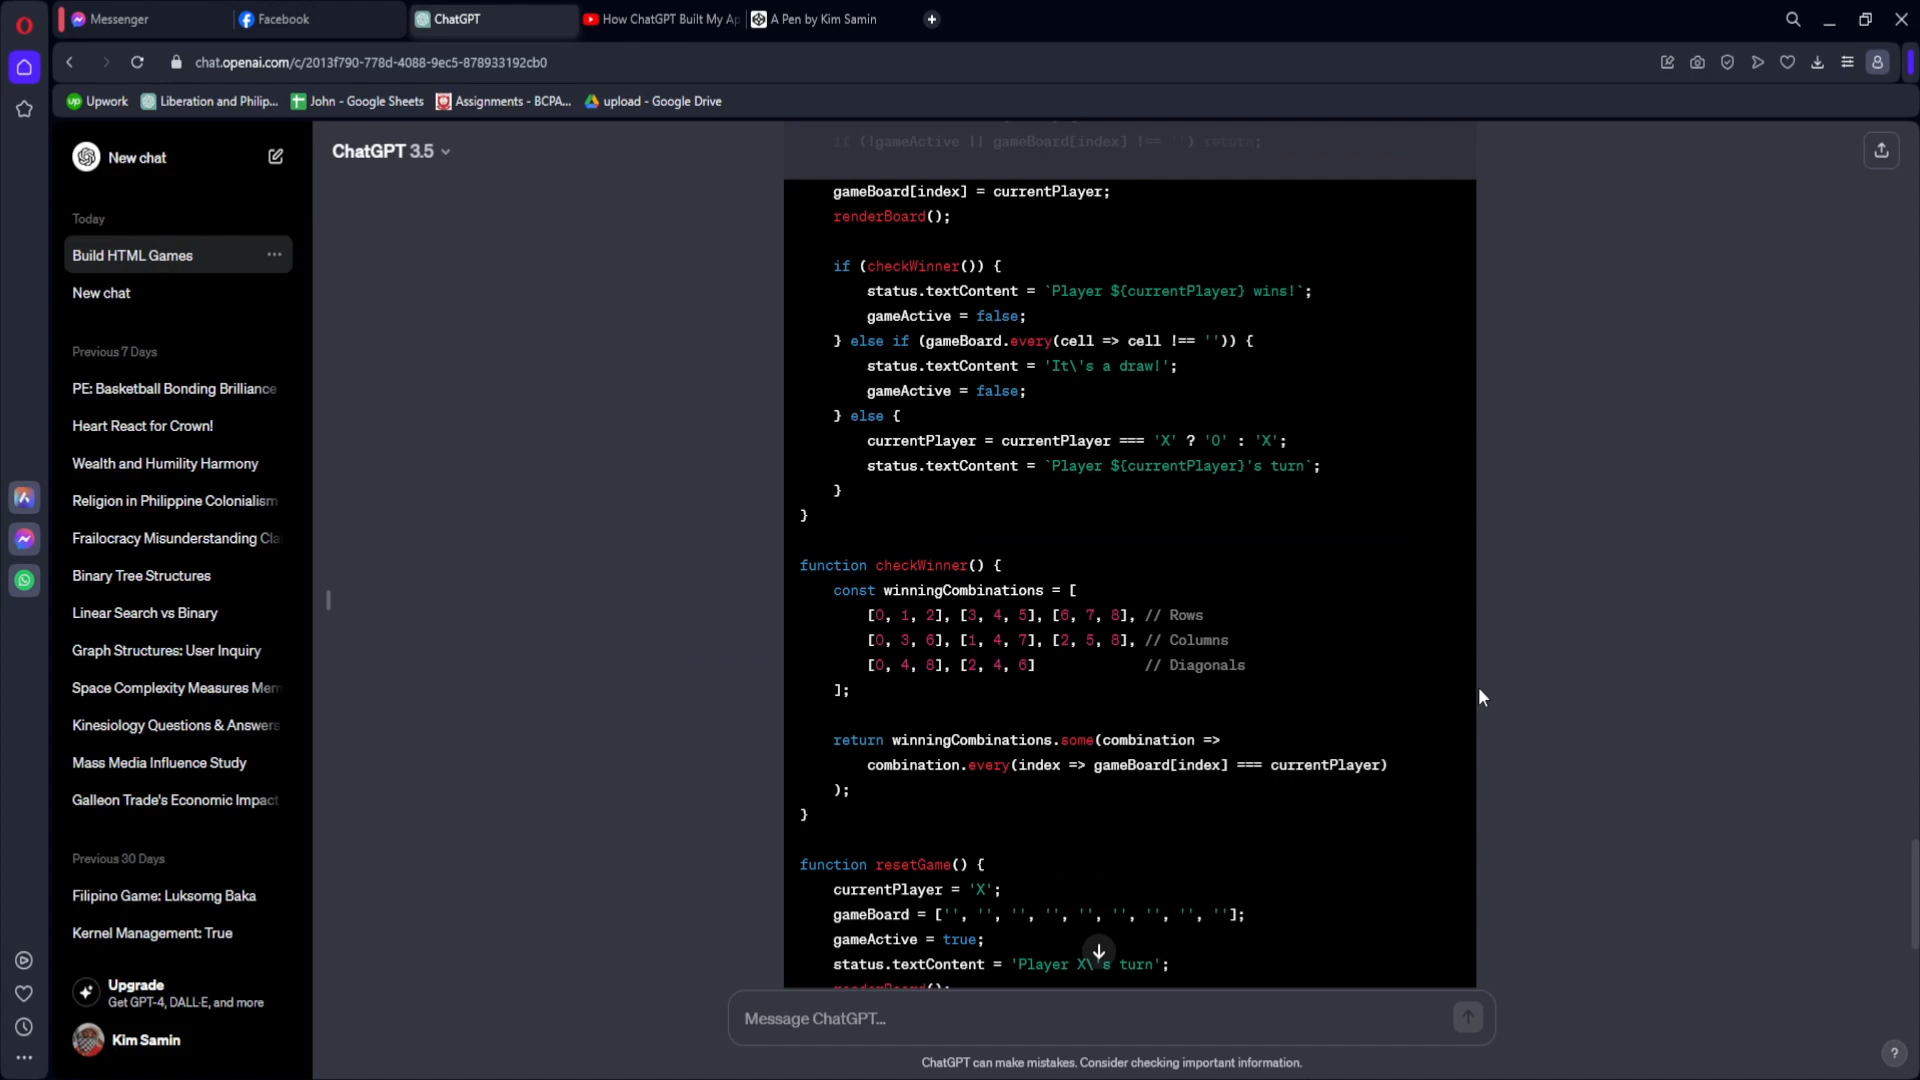 Messenger
Facebook
ChatGPT
How ChatGPT Built My Ap
A Pen by Kim Samin
chat.openai.com/c/2013f790-778d-4088-9ec5-878933192cb0
up Upwork
Liberation and Philip...
John - Google Sheets
Assignments - BCPA...
upload - Google Drive
New chat
Today
Build HTML Games
New chat
Previous 7 Days
PE: Basketball Bonding Brilliance
Heart React for Crown!
Wealth and Humility Harmony
Religion in Philippine Colonialism
Frailocracy Misunderstanding Cla
Binary Tree Structures
Linear Search vs Binary
Graph Structures: User Inquiry
Space Complexity Measures Mem
Kinesiology Questions & Answers
Mass Media Influence Study
Galleon Trade's Economic Impact
Previous 30 Days
Filipino Game: Luksomg Baka
Kernel Management: True
Upgrade
Get GPT-4, DALL·E, and more
Kim Samin
ChatGPT 3.5
if (!gameActive || gameBoard[index] !== '') return;
gameBoard[index] = currentPlayer;
renderBoard();
if (checkWinner()) {
status.textContent = `Player ${currentPlayer} wins!`;
gameActive = false;
} else if (gameBoard.every(cell => cell !== '')) {
status.textContent = 'It\'s a draw!';
gameActive = false;
} else {
currentPlayer = currentPlayer === 'X' ? 'O' : 'X';
status.textContent = `Player ${currentPlayer}'s turn`;
}
}
function checkWinner() {
const winningCombinations = [
[0, 1, 2], [3, 4, 5], [6, 7, 8], // Rows
[0, 3, 6], [1, 4, 7], [2, 5, 8], // Columns
[0, 4, 8], [2, 4, 6] // Diagonals
];
return winningCombinations.some(combination =>
combination.every(index => gameBoard[index] === currentPlayer)
);
}
function resetGame() {
currentPlayer = 'X';
gameBoard = ['', '', '', '', '', '', '', '', ''];
gameActive = true;
status.textContent = 'Player X\'s turn';
renderBoard();
Message ChatGPT...
ChatGPT can make mistakes. Consider checking important information.
?